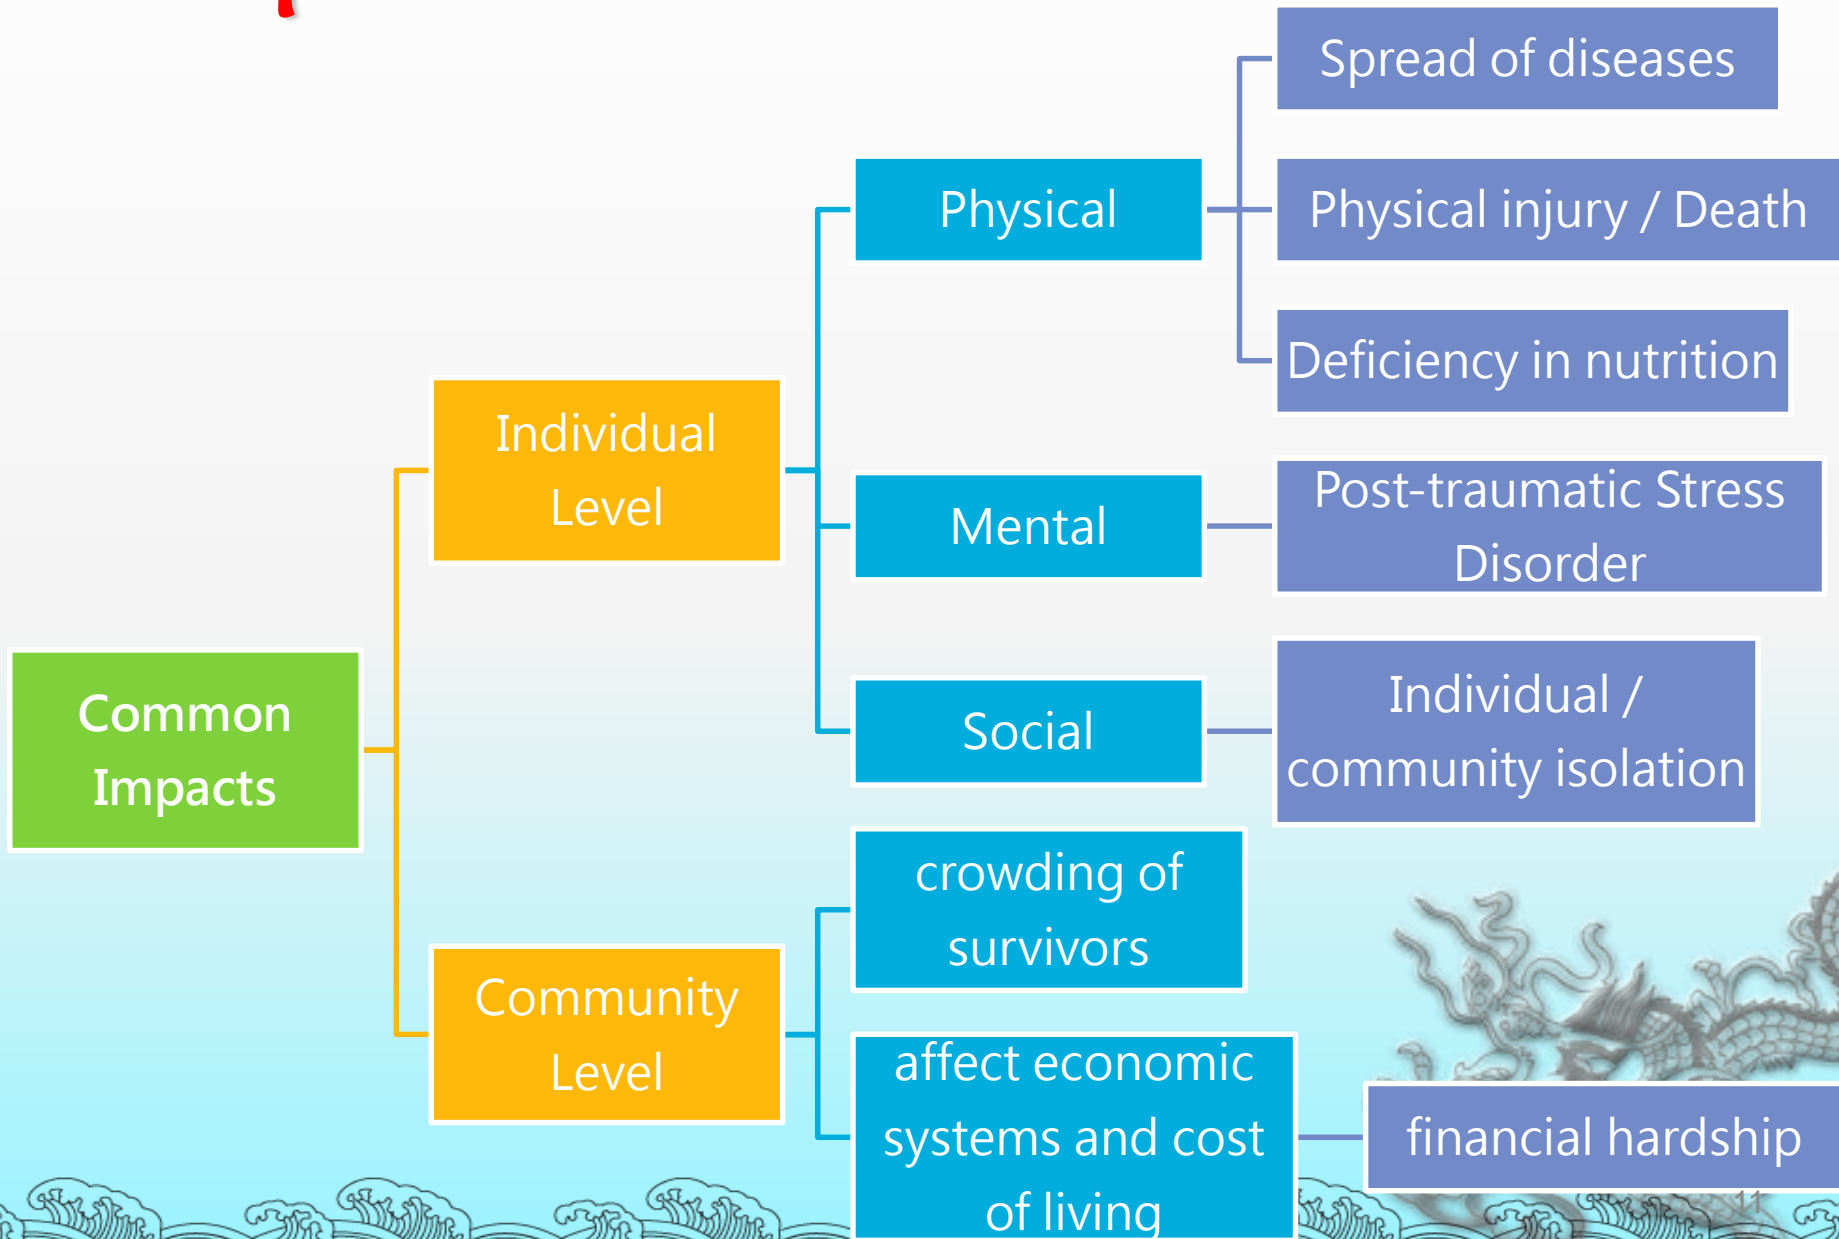 Common
Impacts
Individual
Level
Physical
Spread of diseases
Physical injury / Death
Deficiency in nutrition
Mental
Post-traumatic Stress
Disorder
Social
Individual /
community isolation
Community
Level
crowding of
survivors
affect economic
systems and cost
of living
financial hardship
11